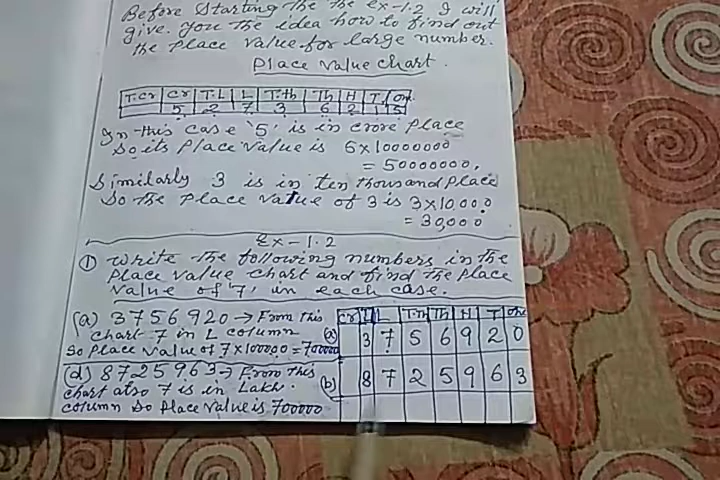 Before starting the the ex-1.2 I will
give. you the idea how to find out
the place value for large number.
place value chart.
T.Cr Cr T.L L T.th Th H T. One
5 2 7 3 6 2 1 5
In this case '5' is in crore place
So its place value is 5x10000000
= 50000000,
Similarly 3 is in ten thousand place
So the place value of 3 is 3x10,000
= 30,000
Ex-1.2
① write the following numbers in the
place value chart and find the place
value of '7' in each case.
(a) 3756920 → From this
chart 7 in L column
So place value of 7x100000 = 700000
(d) 8725963 → From this
chart also 7 is in Lakh.
column so place value is 700000
Cr L T.Th Th H T One
(a) 3 7 5 6 9 2 0
(b) 8 7 2 5 9 6 3